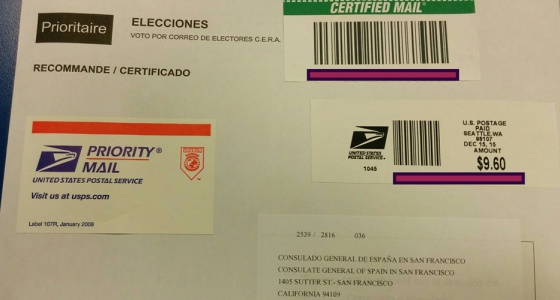 Prioritaire
ELECCIONES
VOTO POR CORREO DE ELECTORES C.E.R.A.
RECOMMANDE / CERTIFICADO
CERTIFIED MAIL
PRIORITY®
MAIL
UNITED STATES POSTAL SERVICE
Visit us at usps.com
Label 107R, January 2008
UNITED STATES
POSTAL SERVICE
1045
U.S. POSTAGE
PAID
SEATTLE,WA
98107
DEC 15, 15
AMOUNT
$9.60
2539 / 2816 036
CONSULADO GENERAL DE ESPAÑA EN SAN FRANCISCO
CONSULATE GENERAL OF SPAIN IN SAN FRANCISCO
1405 SUTTER ST.- SAN FRANCISCO
CALIFORNIA 94109